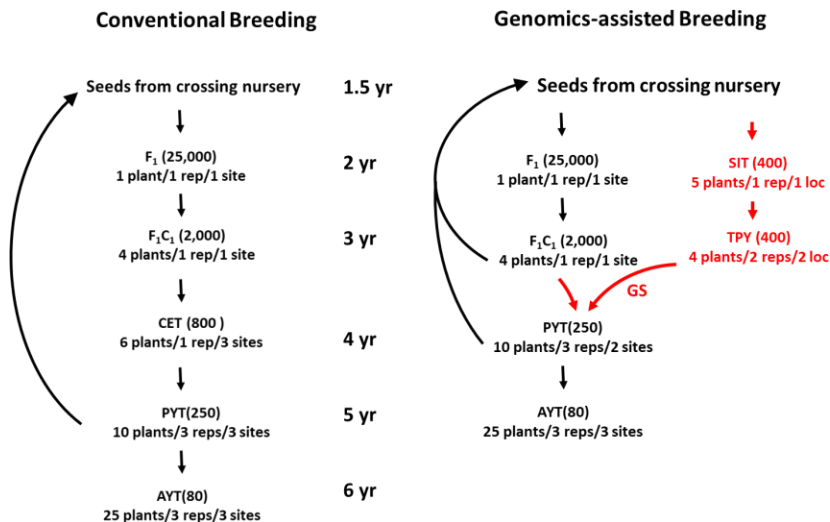 Conventional Breeding
Genomics-assisted Breeding
Seeds from crossing nursery
1.5 yr
Seeds from crossing nursery
F₁ (25,000)
1 plant/1 rep/1 site
2 yr
F₁ (25,000)
1 plant/1 rep/1 site
SIT (400)
5 plants/1 rep/1 loc
F₁C₁ (2,000)
4 plants/1 rep/1 site
3 yr
F₁C₁ (2,000)
4 plants/1 rep/1 site
TPY (400)
4 plants/2 reps/2 loc
GS
CET (800 )
6 plants/1 rep/3 sites
4 yr
PYT(250)
10 plants/3 reps/2 sites
PYT(250)
10 plants/3 reps/3 sites
5 yr
AYT(80)
25 plants/3 reps/3 sites
AYT(80)
25 plants/3 reps/3 sites
6 yr